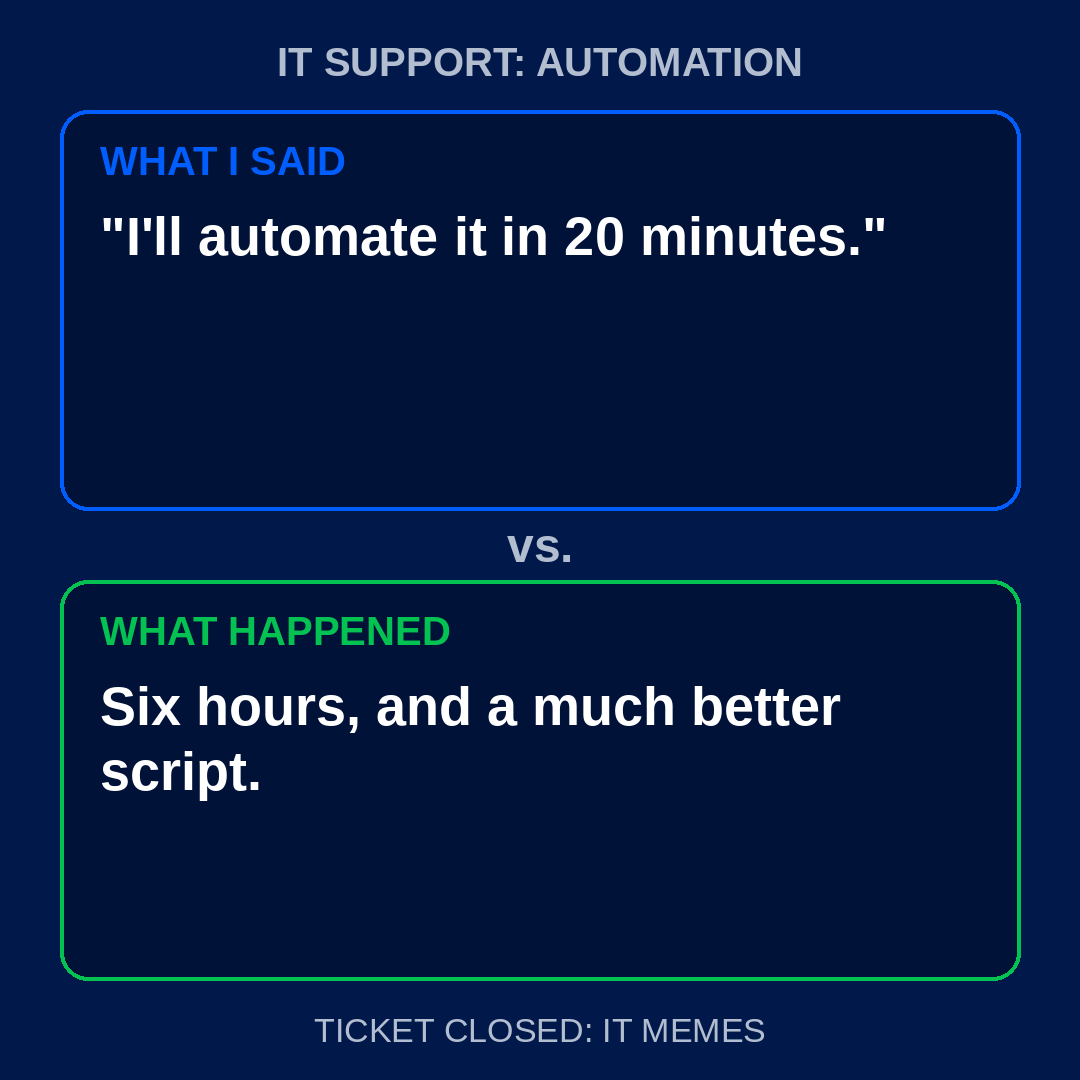 IT SUPPORT: AUTOMATION
WHAT I SAID
"I'll automate it in 20 minutes."
vs.
WHAT HAPPENED
Six hours, and a much better
script.
TICKET CLOSED: IT MEMES